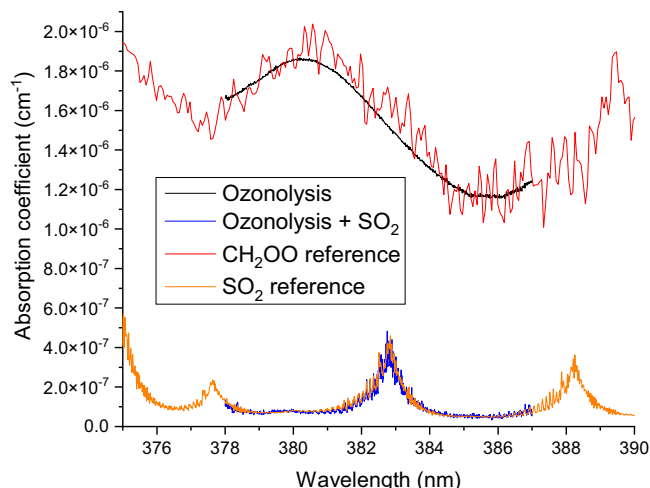 Absorption coefficient (cm⁻¹)
2.0×10⁻⁶
1.8×10⁻⁶
1.6×10⁻⁶
1.4×10⁻⁶
1.2×10⁻⁶
1.0×10⁻⁶
8.0×10⁻⁷
6.0×10⁻⁷
4.0×10⁻⁷
2.0×10⁻⁷
0.0
Ozonolysis
Ozonolysis + SO₂
CH₂OO reference
SO₂ reference
376 378 380 382 384 386 388 390
Wavelength (nm)